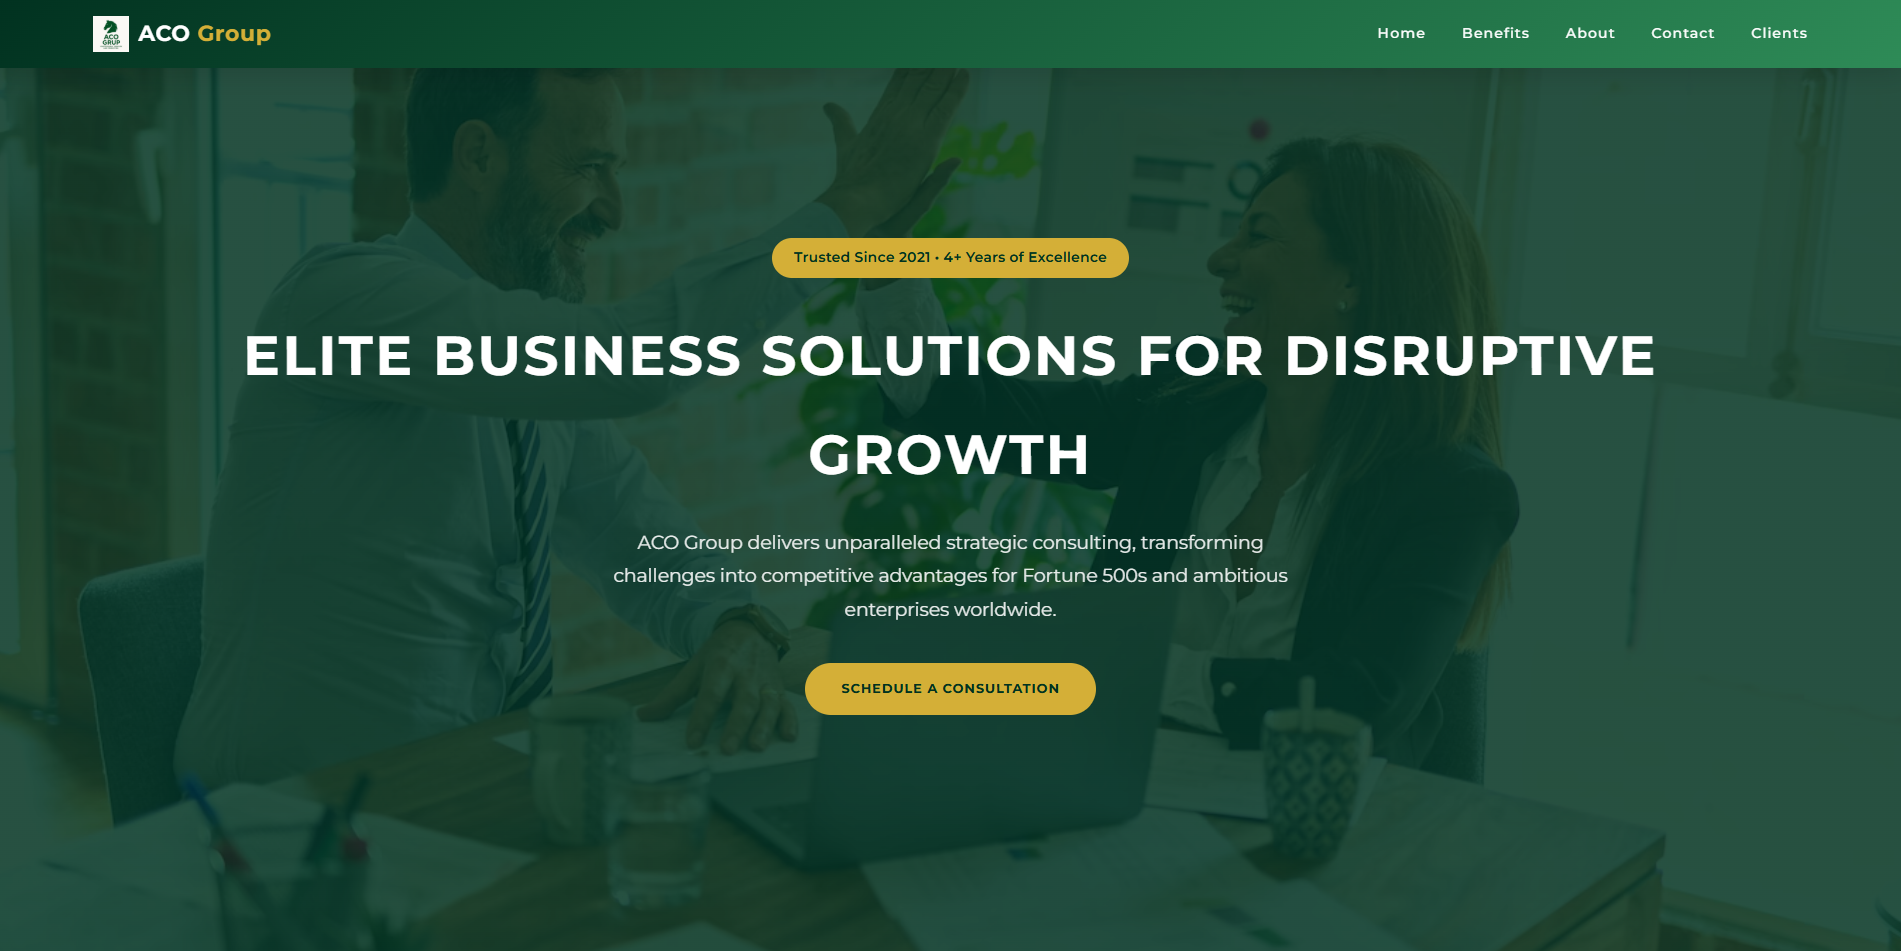 ACO
GRUP
ACO Group
Home
Benefits
About
Contact
Clients
Trusted Since 2021 • 4+ Years of Excellence
ELITE BUSINESS SOLUTIONS FOR DISRUPTIVE
GROWTH
ACO Group delivers unparalleled strategic consulting, transforming
challenges into competitive advantages for Fortune 500s and ambitious
enterprises worldwide.
SCHEDULE A CONSULTATION